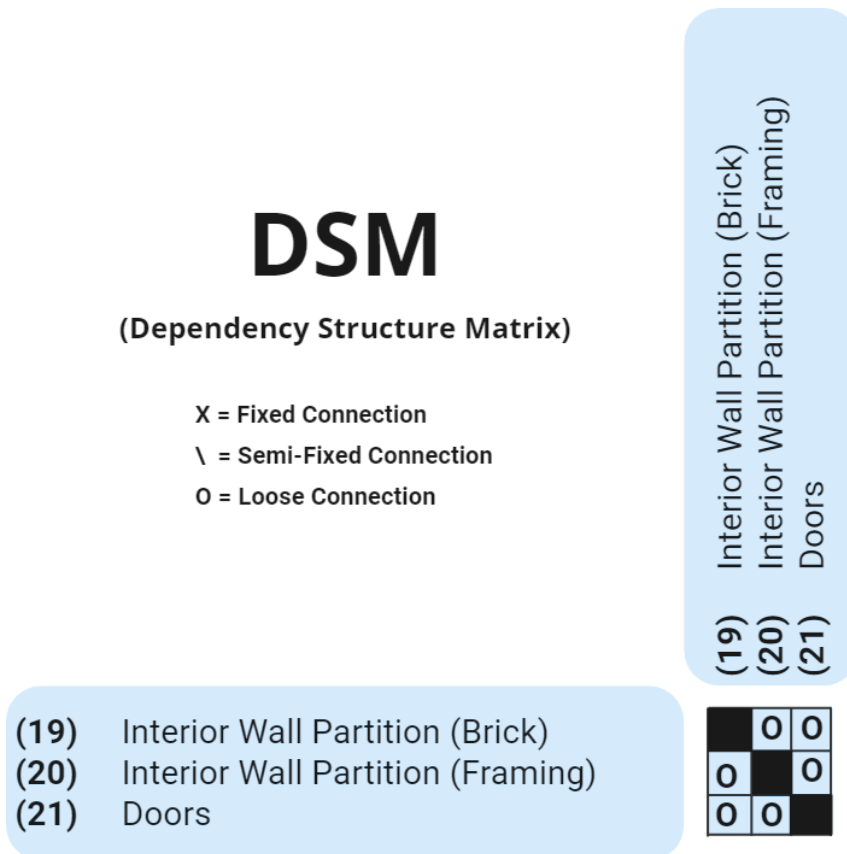 DSM
(Dependency Structure Matrix)
X = Fixed Connection
\ = Semi-Fixed Connection
O = Loose Connection
(19) Interior Wall Partition (Brick)
(20) Interior Wall Partition (Framing)
(21) Doors
(19) Interior Wall Partition (Brick)
(20) Interior Wall Partition (Framing)
(21) Doors
O O
O O
O O